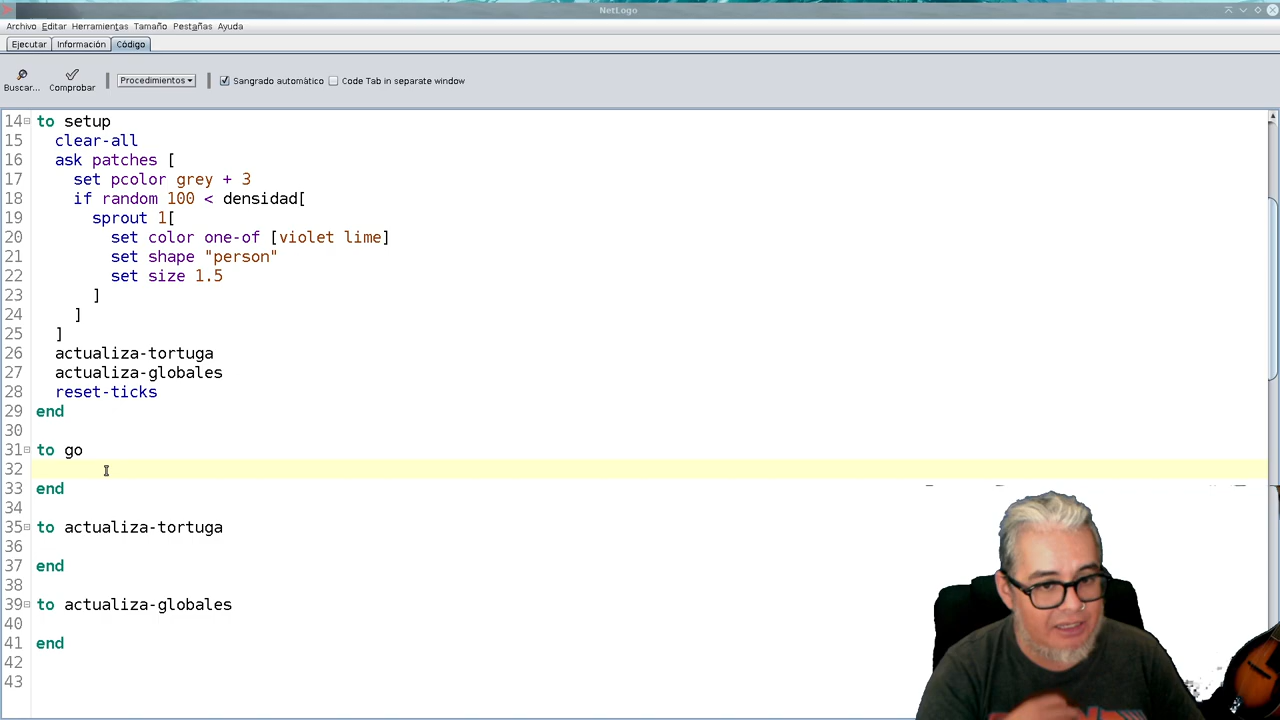 NetLogo
Archivo Editar Herramientas Tamaño Pestañas Ayuda
Ejecutar Información Código
Buscar... Comprobar Procedimientos Sangrado automático Code Tab in separate window
14 to setup
15 clear-all
16 ask patches [
17 set pcolor grey + 3
18 if random 100 < densidad[
19 sprout 1[
20 set color one-of [violet lime]
21 set shape "person"
22 set size 1.5
23 ]
24 ]
25 ]
26 actualiza-tortuga
27 actualiza-globales
28 reset-ticks
29 end
30
31 to go
32
33 end
34
35 to actualiza-tortuga
36
37 end
38
39 to actualiza-globales
40
41 end
42
43